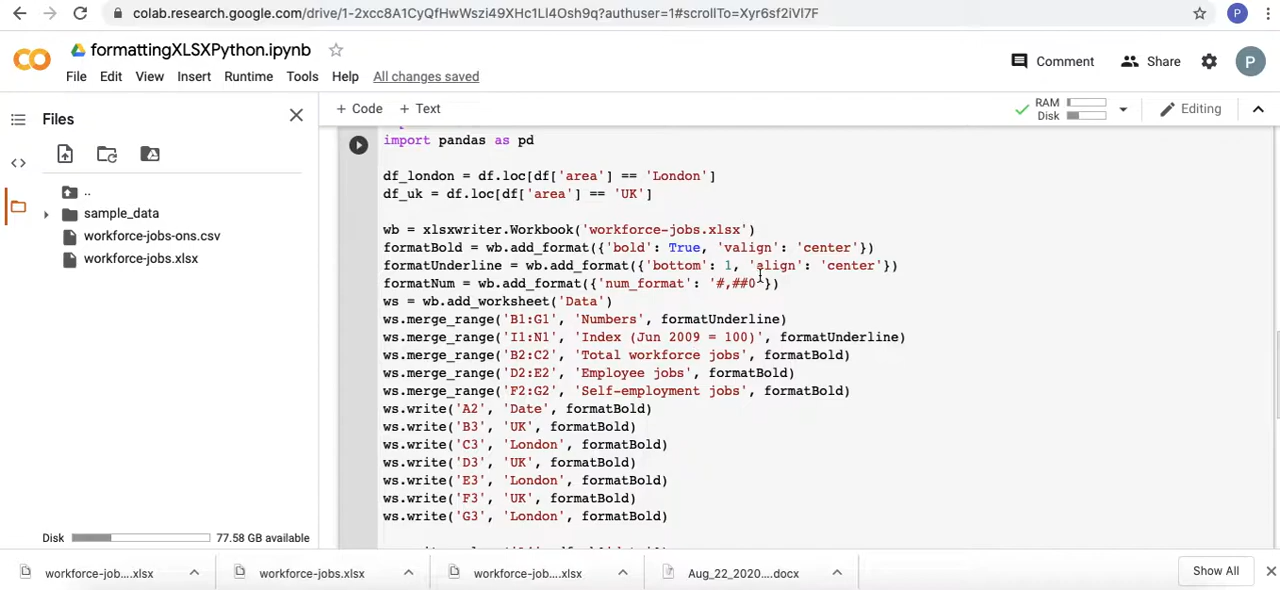 colab.research.google.com/drive/1-2xcc8A1CyQfHwWszi49XHc1LI4Osh9q?authuser=1#scrollTo=Xyr6sf2iVl7F
P
formattingXLSXPython.ipynb
File Edit View Insert Runtime Tools Help All changes saved
Comment
Share
P
Files
+ Code + Text
RAM
Disk
Editing
..
sample_data
workforce-jobs-ons.csv
workforce-jobs.xlsx
Disk
77.58 GB available
import pandas as pd
df_london = df.loc[df['area'] == 'London']
df_uk = df.loc[df['area'] == 'UK']
wb = xlsxwriter.Workbook('workforce-jobs.xlsx')
formatBold = wb.add_format({'bold': True, 'valign': 'center'})
formatUnderline = wb.add_format({'bottom': 1, 'align': 'center'})
formatNum = wb.add_format({'num_format': '#,##0'})
ws = wb.add_worksheet('Data')
ws.merge_range('B1:G1', 'Numbers', formatUnderline)
ws.merge_range('I1:N1', 'Index (Jun 2009 = 100)', formatUnderline)
ws.merge_range('B2:C2', 'Total workforce jobs', formatBold)
ws.merge_range('D2:E2', 'Employee jobs', formatBold)
ws.merge_range('F2:G2', 'Self-employment jobs', formatBold)
ws.write('A2', 'Date', formatBold)
ws.write('B3', 'UK', formatBold)
ws.write('C3', 'London', formatBold)
ws.write('D3', 'UK', formatBold)
ws.write('E3', 'London', formatBold)
ws.write('F3', 'UK', formatBold)
ws.write('G3', 'London', formatBold)
workforce-job....xlsx
workforce-jobs.xlsx
workforce-job....xlsx
Aug_22_2020....docx
Show All